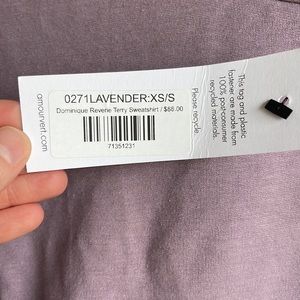 0271LAVENDER:XS/S
Dominique Reverie Terry Sweatshirt / $88.00
71351231
amourvert.com
Please recycle.
This tag and plastic
fastener are made from
100% post-consumer
recycled materials.